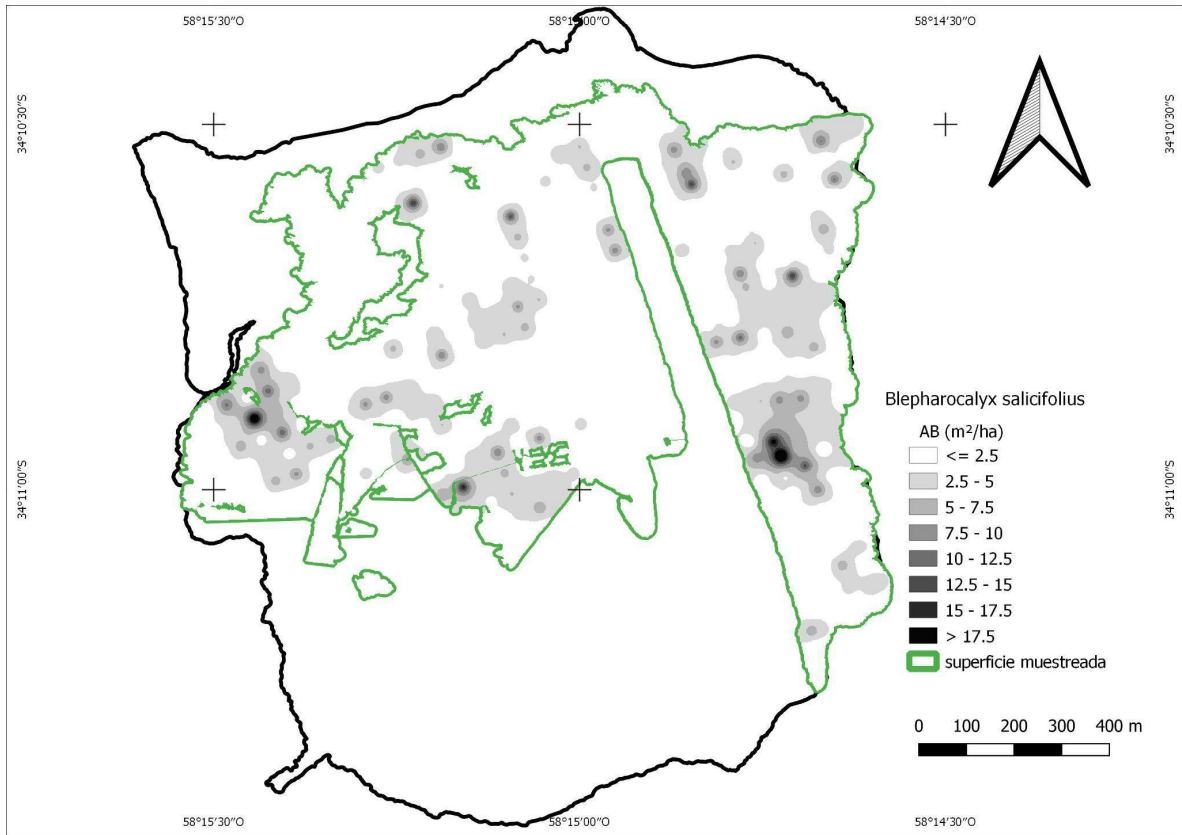 58°15'30"O
58°15'00"O
58°14'30"O
34°10'30"S
34°10'30"S
34°11'00"S
34°11'00"S
Blepharocalyx salicifolius
AB (m²/ha)
<= 2.5
2.5 - 5
5 - 7.5
7.5 - 10
10 - 12.5
12.5 - 15
15 - 17.5
> 17.5
superficie muestreada
0 100 200 300 400 m
58°15'30"O
58°15'00"O
58°14'30"O